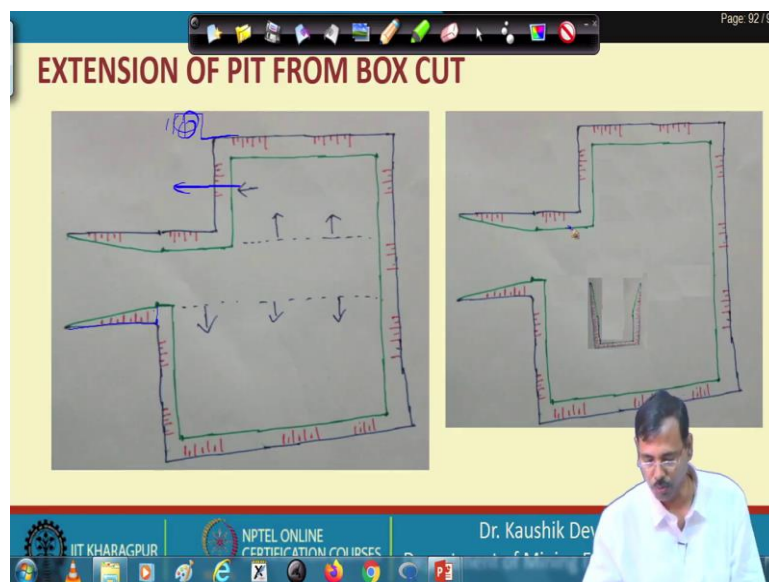 Page: 92/9
EXTENSION OF PIT FROM BOX CUT
IIT KHARAGPUR
NPTEL ONLINE
CERTIFICATION COURSES
Dr. Kaushik Dey